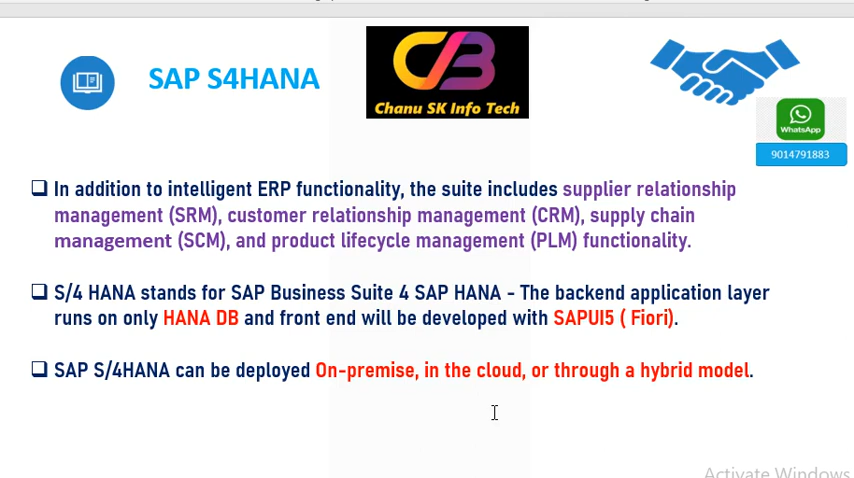 SAP S4HANA
Chanu SK Info Tech
WhatsApp
9014791883
❑ In addition to intelligent ERP functionality, the suite includes supplier relationship
management (SRM), customer relationship management (CRM), supply chain
management (SCM), and product lifecycle management (PLM) functionality.
❑ S/4 HANA stands for SAP Business Suite 4 SAP HANA - The backend application layer
runs on only HANA DB and front end will be developed with SAPUI5 ( Fiori).
❑ SAP S/4HANA can be deployed On-premise, in the cloud, or through a hybrid model.
Activate Windows